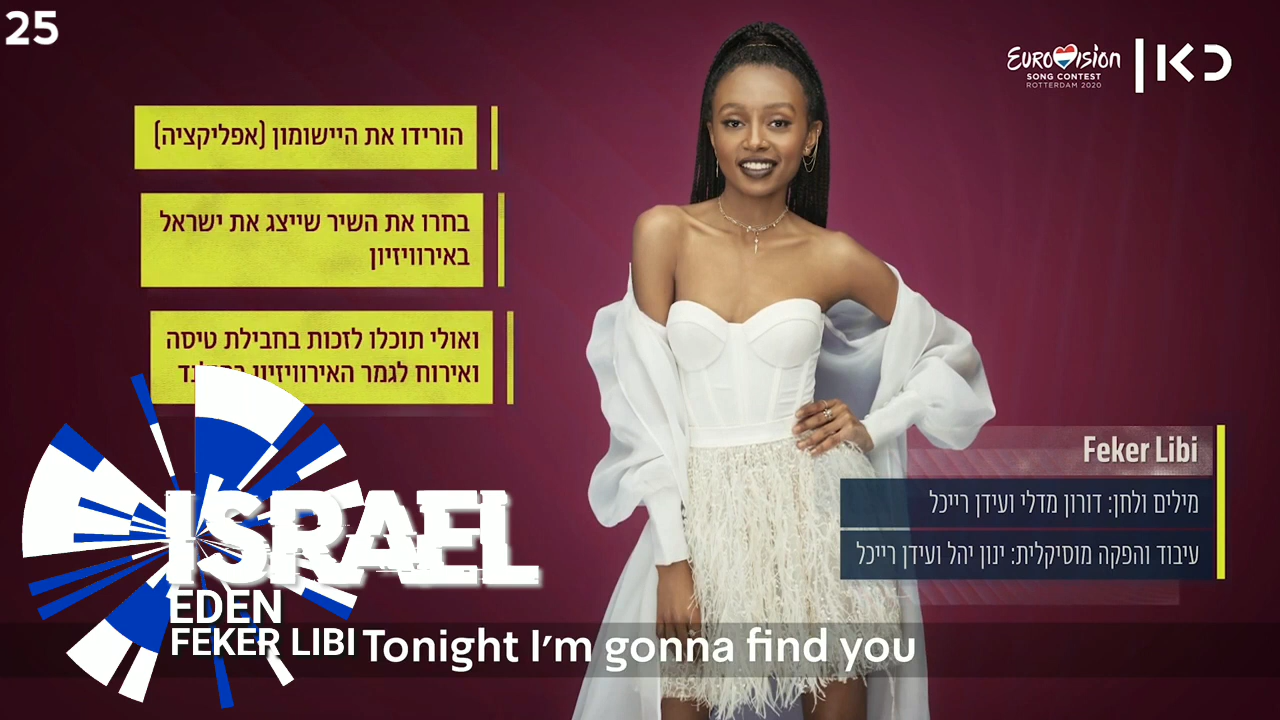 25
EUROVISION
SONG CONTEST
ROTTERDAM 2020
כאן
הורידו את היישומון (אפליקציה)
בחרו את השיר שייצג את ישראל
באירוויזיון
ואולי תוכלו לזכות בחבילת טיסה
ואירוח לגמר האירוויזיון
Feker Libi
מילים ולחן: דורון מדלי ועידן רייכל
עיבוד והפקה מוסיקלית: ינון יהל ועידן רייכל
ISRAEL
EDEN
FEKER LIBI
Tonight I'm gonna find you